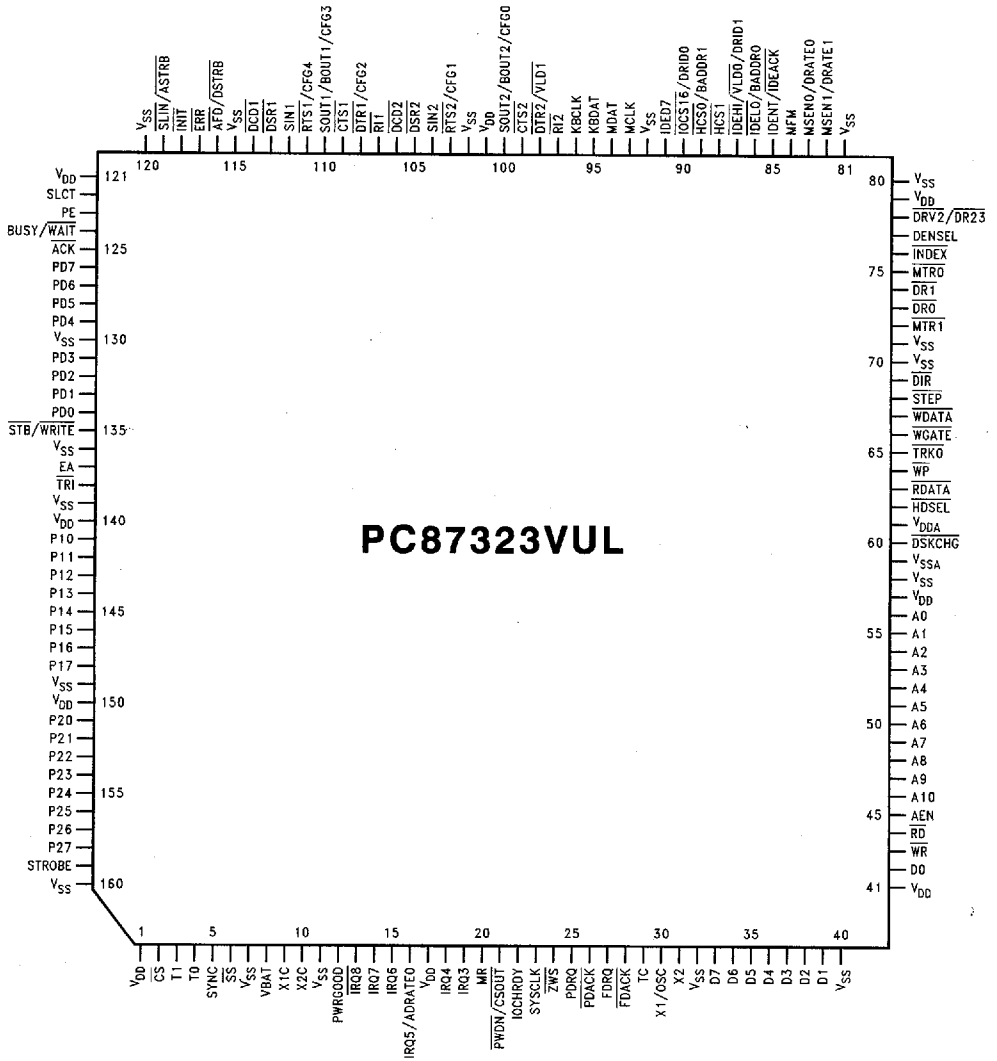 VSS
SLIN/ASTRB
INIT
ERR
AFD/DSTRB
VSS
DCD1
DSR1
SIN1
RTS1/CFG4
SOUT1/BOUT1/CFG3
CTS1
DTR1/CFG2
RI1
DCD2
DSR2
SIN2
RTS2/CFG1
VSS
VDD
SOUT2/BOUT2/CFG0
CTS2
DTR2/VLD1
RI2
KBCLK
KBDAT
MDAT
MCLK
VSS
IDED7
IOCS16/DRID0
HCS0/BADDR1
HCS1
IDEHI/VLD0/DRID1
IDELO/BADDR0
IDENT/IDEACK
MFM
MSEN0/DRATE0
MSEN1/DRATE1
VSS
120 115 110 105 100 95 90 85 81
VDD 121
SLCT
PE
BUSY/WAIT
ACK 125
PD7
PD6
PD5
PD4
VSS 130
PD3
PD2
PD1
PD0
STB/WRITE 135
VSS
EA
TRI
VSS
VDD 140
P10
P11
P12
P13
P14 145
P15
P16
P17
VSS
VDD 150
P20
P21
P22
P23
P24 155
P25
P26
P27
STROBE
VSS 160
PC87323VUL
80 VSS
VDD
DRV2/DR23
DENSEL
INDEX
75 MTR0
DR1
DR0
MTR1
VSS
70 VSS
DIR
STEP
WDATA
WGATE
65 TRK0
WP
RDATA
HDSEL
VDDA
60 DSKCHG
VSSA
VSS
VDD
A0
55 A1
A2
A3
A4
A5
50 A6
A7
A8
A9
A10
45 AEN
RD
WR
D0
41 VDD
1 5 10 15 20 25 30 35 40
VDD
CS
T1
T0
SYNC
SS
VSS
VBAT
X1C
X2C
VSS
PWRGOOD
IRQ8
IRQ7
IRQ6
IRQ5/ADRATE0
VDD
IRQ4
IRQ3
MR
PWDN/CSOUT
IOCHRDY
SYSCLK
ZWS
PDRQ
PDACK
FDRQ
FDACK
TC
X1/OSC
X2
VSS
D7
D6
D5
D4
D3
D2
D1
VSS